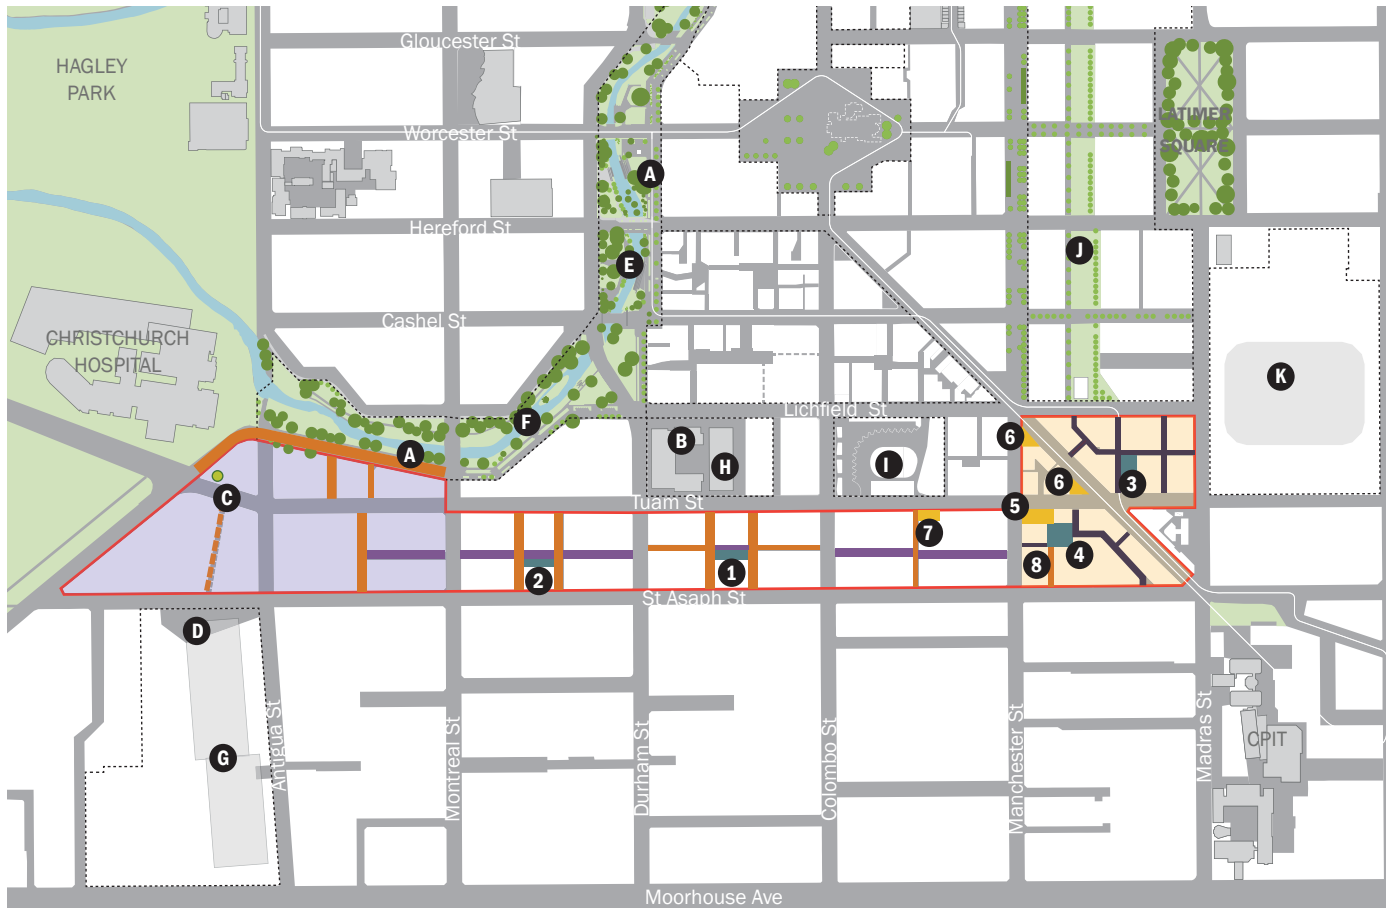 Gloucester St
HAGLEY
PARK
Worcester St
LATIMER
SQUARE
A
Hereford St
E
J
Cashel St
CHRISTCHURCH
HOSPITAL
K
Lichfield St
F
B
6
A
H
I
6
3
C
Tuam St
5
7
4
8
2
1
St Asaph St
D
G
Antigua St
Montreal St
Durham St
Colombo St
Manchester St
Madras St
CPIT
Moorhouse Ave